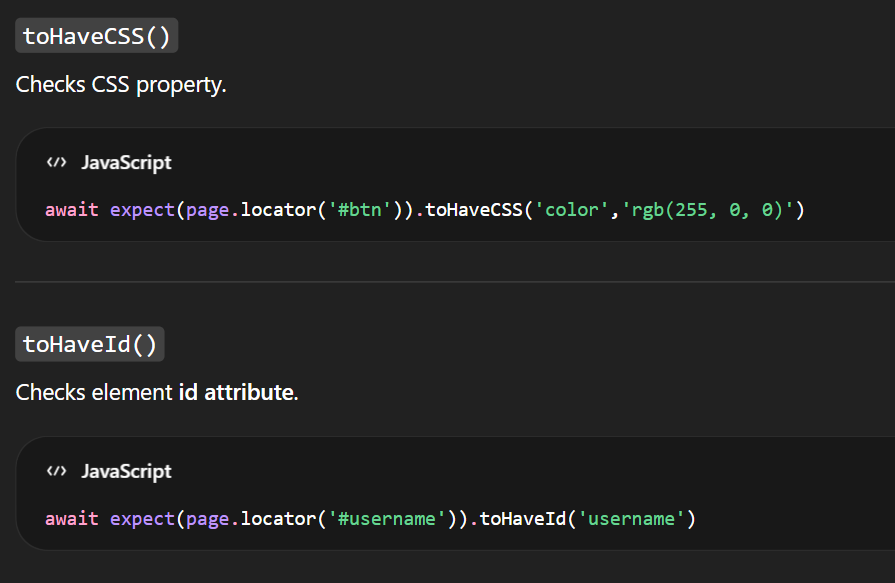 toHaveCSS()
Checks CSS property.
</> JavaScript
await expect(page.locator('#btn')).toHaveCSS('color','rgb(255, 0, 0)')
toHaveId()
Checks element id attribute.
</> JavaScript
await expect(page.locator('#username')).toHaveId('username')